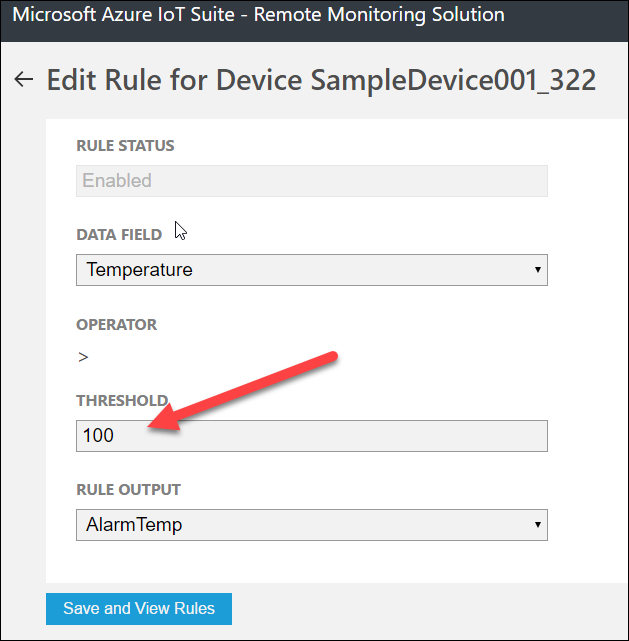 Microsoft Azure IoT Suite - Remote Monitoring Solution
Edit Rule for Device SampleDevice001_322
RULE STATUS
Enabled
DATA FIELD
Temperature
OPERATOR
>
THRESHOLD
100
RULE OUTPUT
AlarmTemp
Save and View Rules